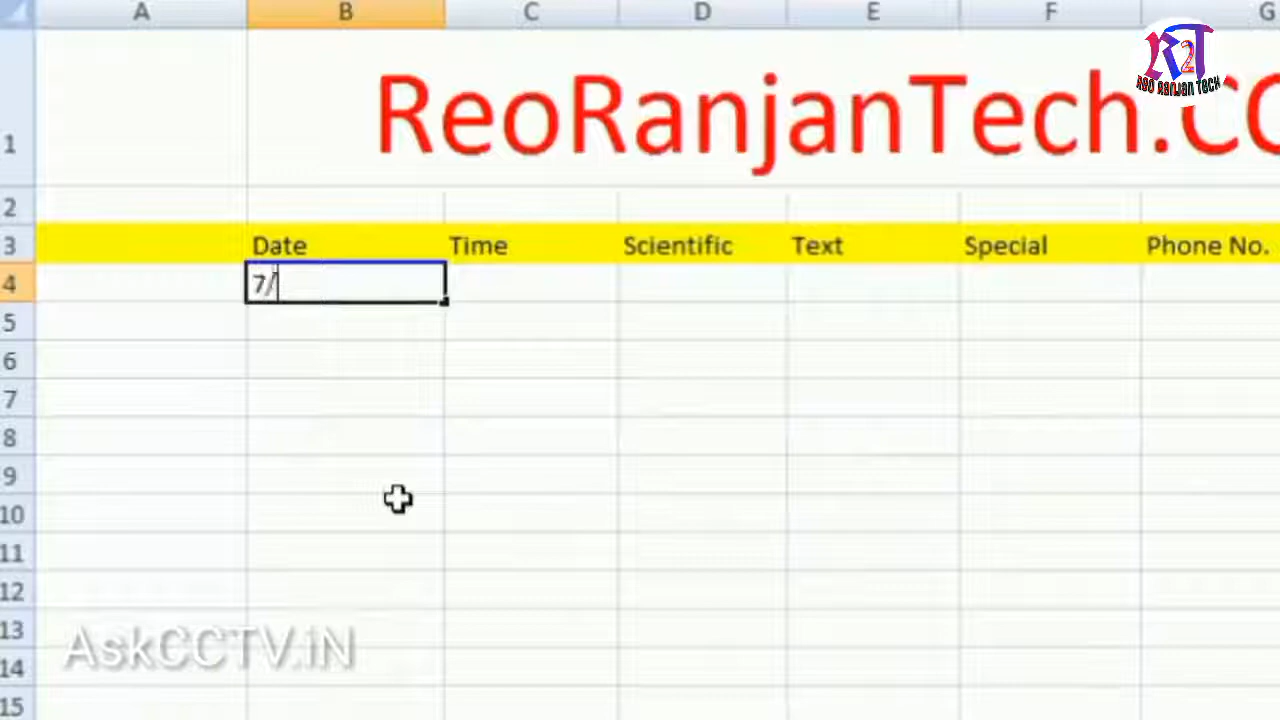 A B C D E F G
R2T
REO RANJAN TECH
1 ReoRanjanTech.CO
2
3 Date Time Scientific Text Special Phone No.
4 7/
5
6
7
8
9
10
11
12
13
AskCCTV.iN
14
15